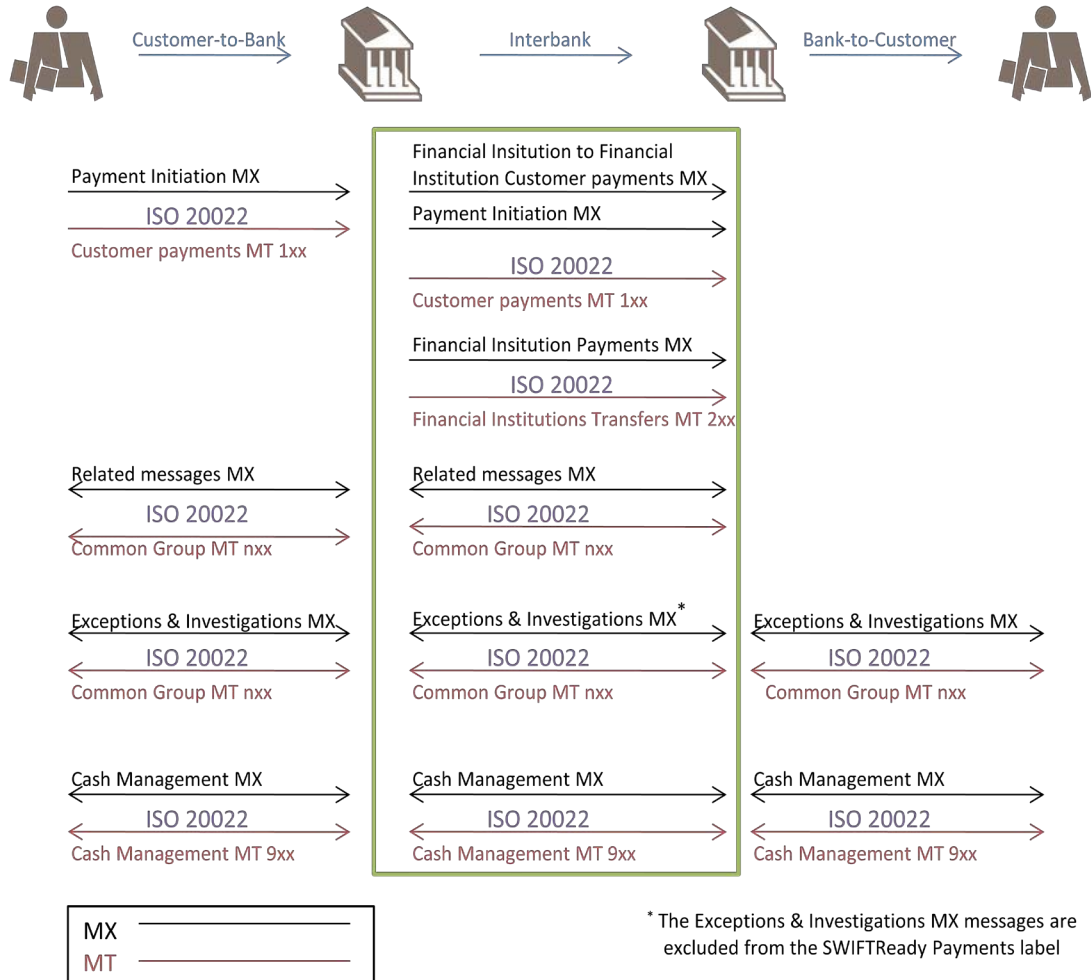 Customer-to-Bank
Interbank
Bank-to-Customer
Financial Insitution to Financial
Payment Initiation MX
Institution Customer payments MX
ISO 20022
Payment Initiation MX
Customer payments MT 1xx
ISO 20022
Customer payments MT 1xx
Financial Insitution Payments MX
ISO 20022
Financial Institutions Transfers MT 2xx
Related messages MX
Related messages MX
ISO 20022
ISO 20022
Common Group MT nxx
Common Group MT nxx
Exceptions & Investigations MX
Exceptions & Investigations MX*
Exceptions & Investigations MX
ISO 20022
ISO 20022
ISO 20022
Common Group MT nxx
Common Group MT nxx
Common Group MT nxx
Cash Management MX
Cash Management MX
Cash Management MX
ISO 20022
ISO 20022
ISO 20022
Cash Management MT 9xx
Cash Management MT 9xx
Cash Management MT 9xx
MX
MT
* The Exceptions & Investigations MX messages are
excluded from the SWIFTReady Payments label